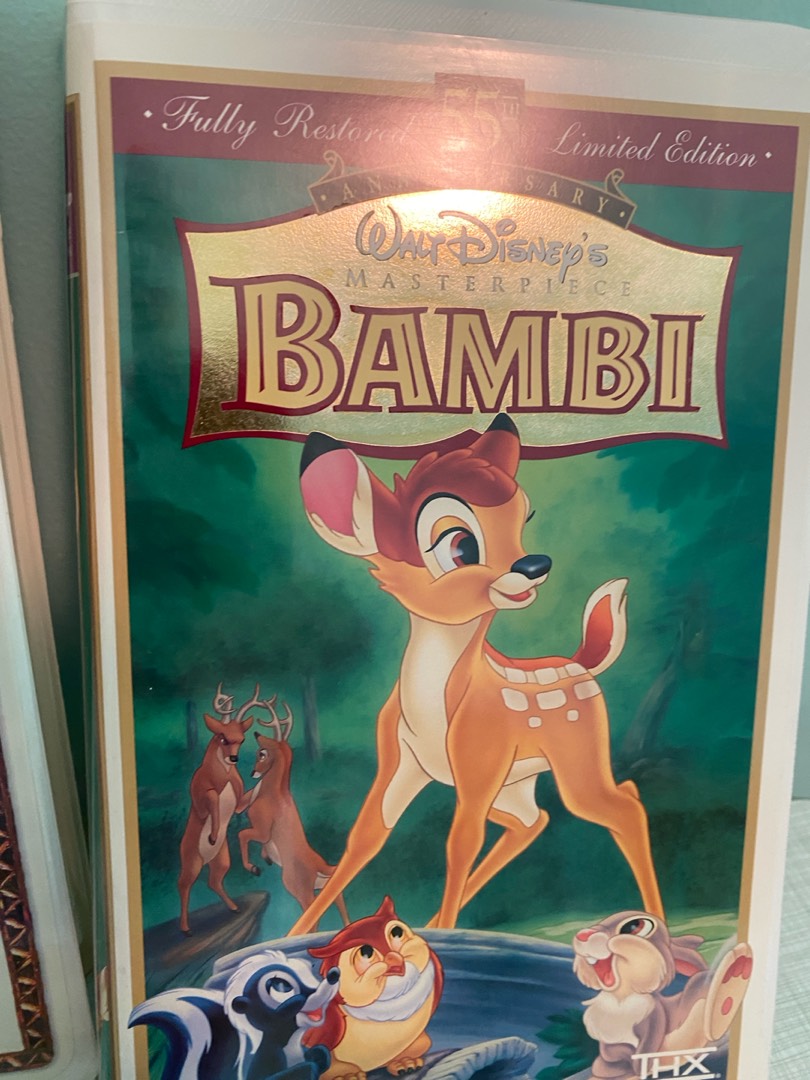 • Fully Restored 55TH Limited Edition •
• ANNIVERSARY •
WALT DISNEY'S
MASTERPIECE
BAMBI
THX